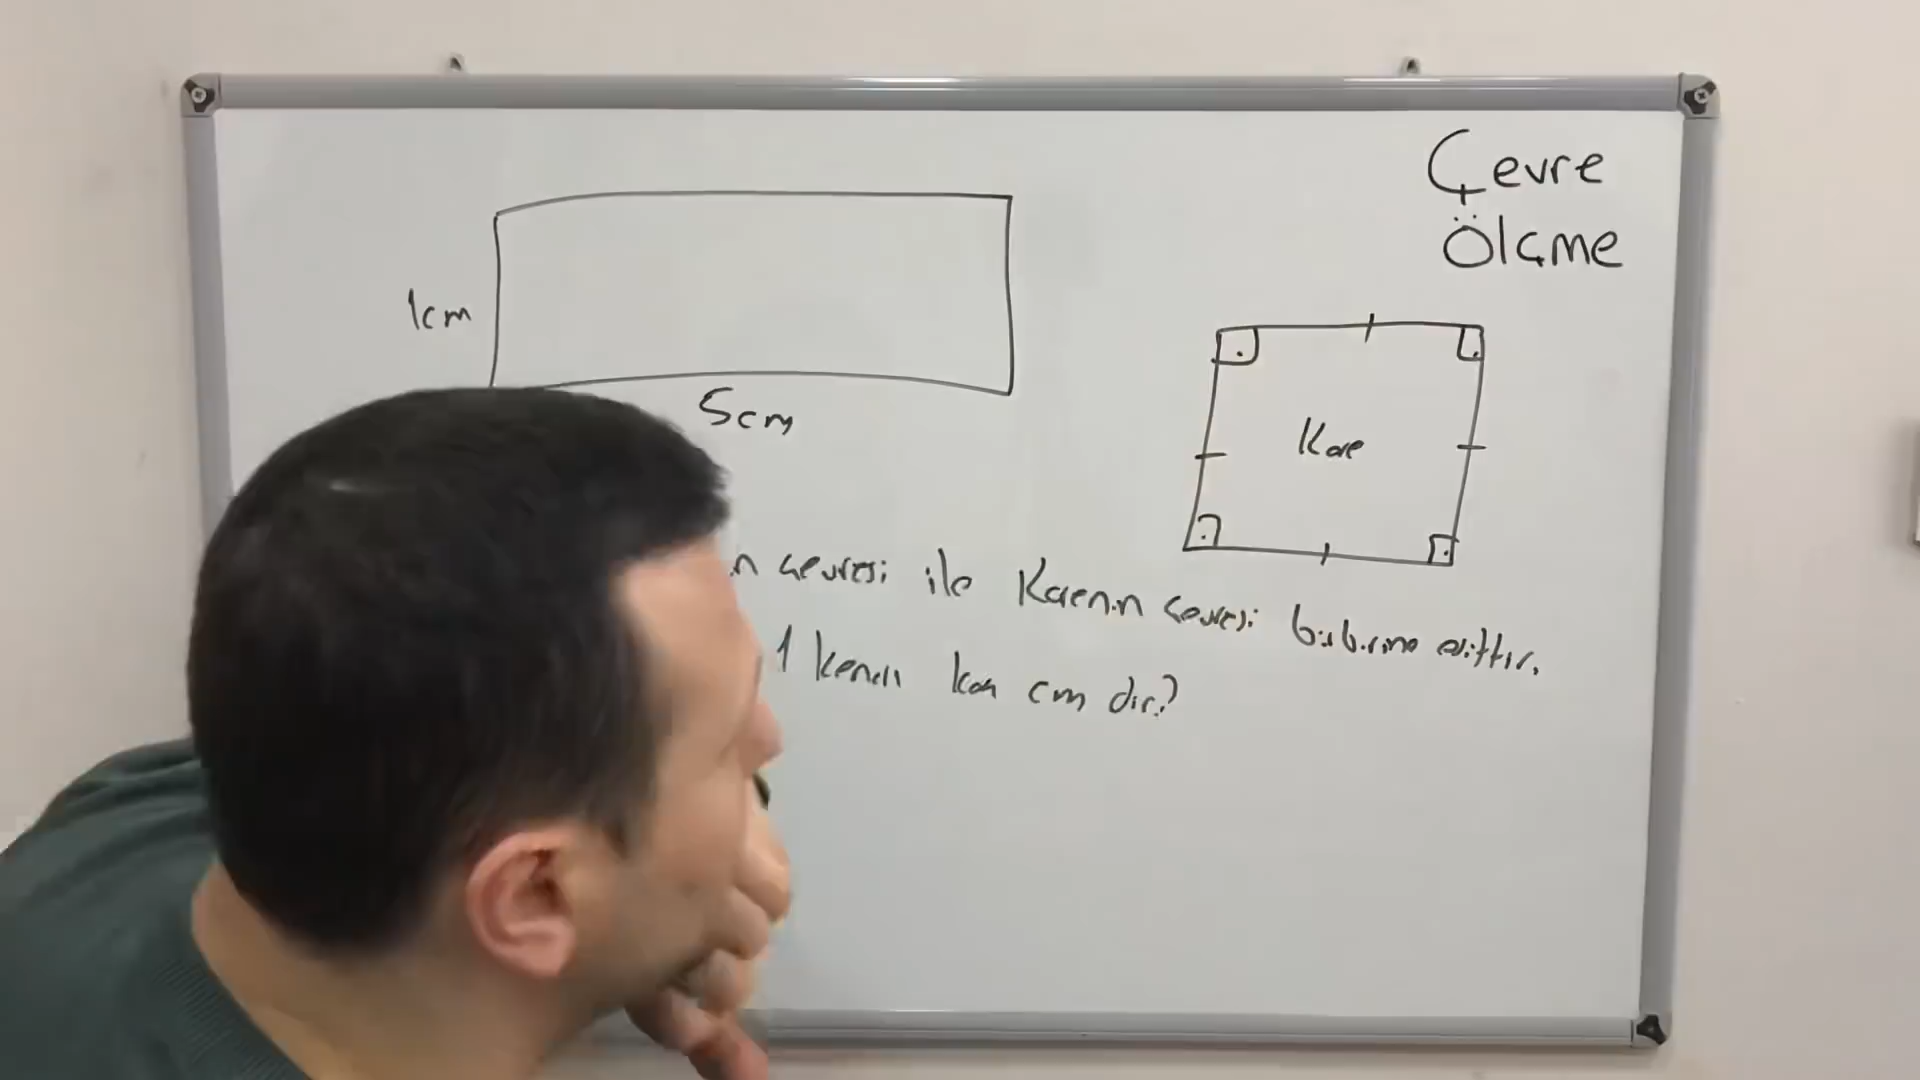 Çevre
Ölçme
1cm
5cm
Kare
çevresi ile Karenin çevresi birbirine eşittir.
1 kenarı kaç cm dir?